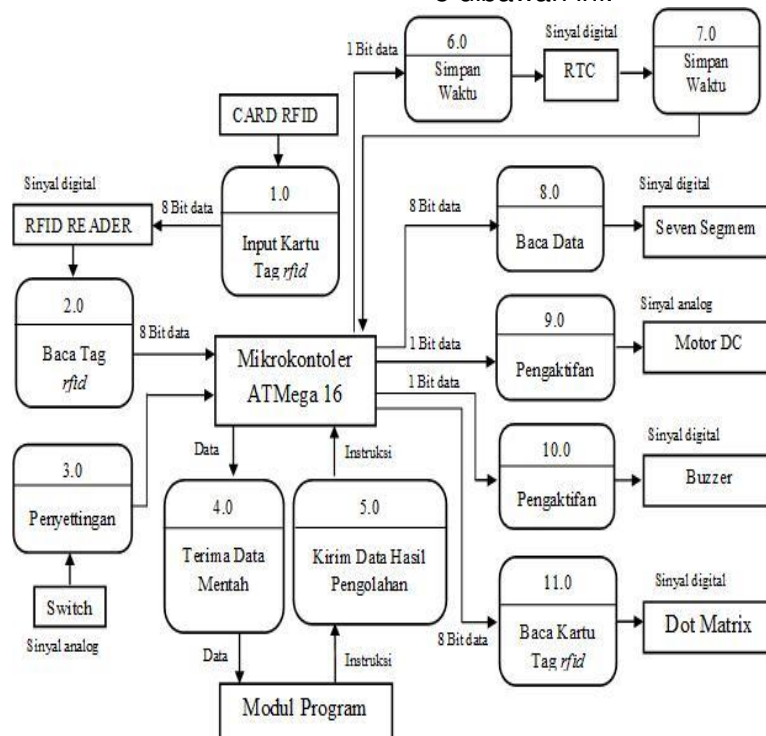 1 Bit data
6.0
Simpan
Waktu
Sinyal digital
RTC
7.0
Simpan
Waktu
CARD RFID
Sinyal digital
RFID READER
8 Bit data
1.0
Input Kartu
Tag rfid
8 Bit data
8.0
Baca Data
Sinyal digital
Seven Segmem
2.0
Baca Tag
rfid
8 Bit data
Mikrokontoler
ATMega 16
1 Bit data
9.0
Pengaktifan
Sinyal analog
Motor DC
1 Bit data
10.0
Pengaktifan
Sinyal digital
Buzzer
3.0
Penyettingan
Switch
Sinyal analog
Data
Instruksi
4.0
Terima Data
Mentah
5.0
Kirim Data Hasil
Pengolahan
8 Bit data
11.0
Baca Kartu
Tag rfid
Sinyal digital
Dot Matrix
Data
Instruksi
Modul Program